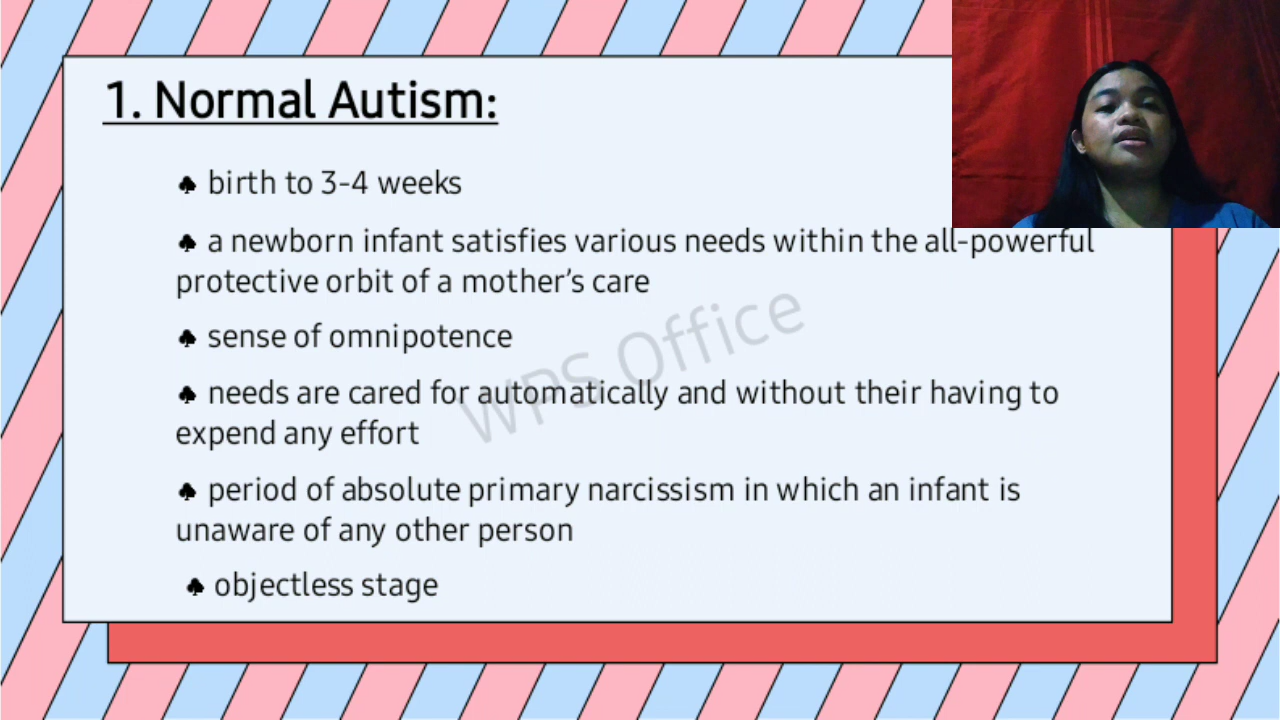 1. Normal Autism:
♠ birth to 3-4 weeks
♠ a newborn infant satisfies various needs within the all-powerful
protective orbit of a mother's care
♠ sense of omnipotence
♠ needs are cared for automatically and without their having to
expend any effort
♠ period of absolute primary narcissism in which an infant is
unaware of any other person
♠ objectless stage
WPS Office